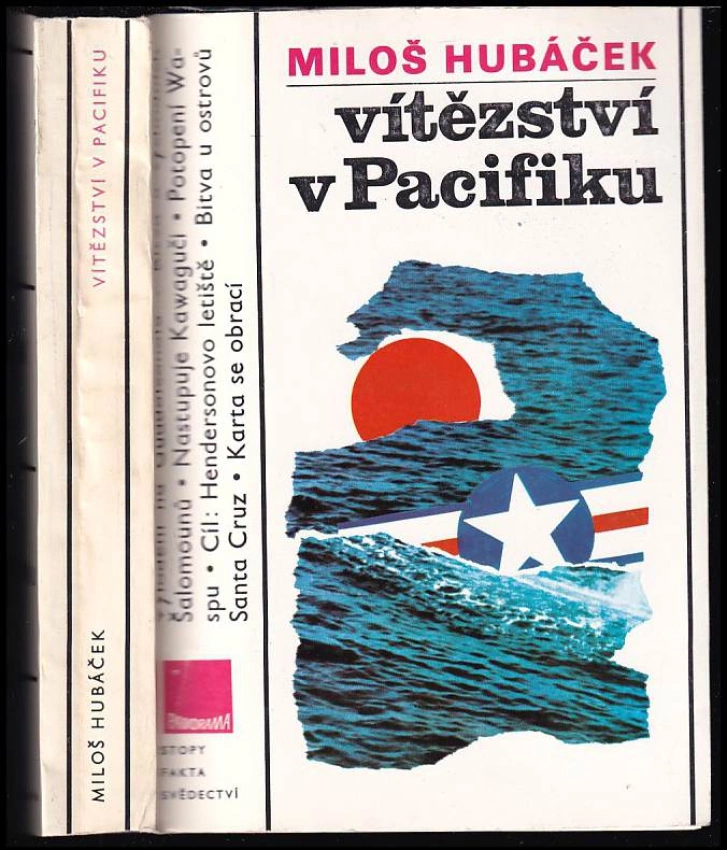 MILOŠ HUBÁČEK
vítězství
v Pacifiku
Šalomounů • Nastupuje Kawaguči • Potopení Wa-
spu • Cíl: Hendersonovo letiště • Bitva u ostrovů
Santa Cruz • Karta se obrací
PANORAMA
STOPY
FAKTA
SVĚDECTVÍ
MILOŠ HUBÁČEK
VÍTĚZSTVÍ V PACIFIKU